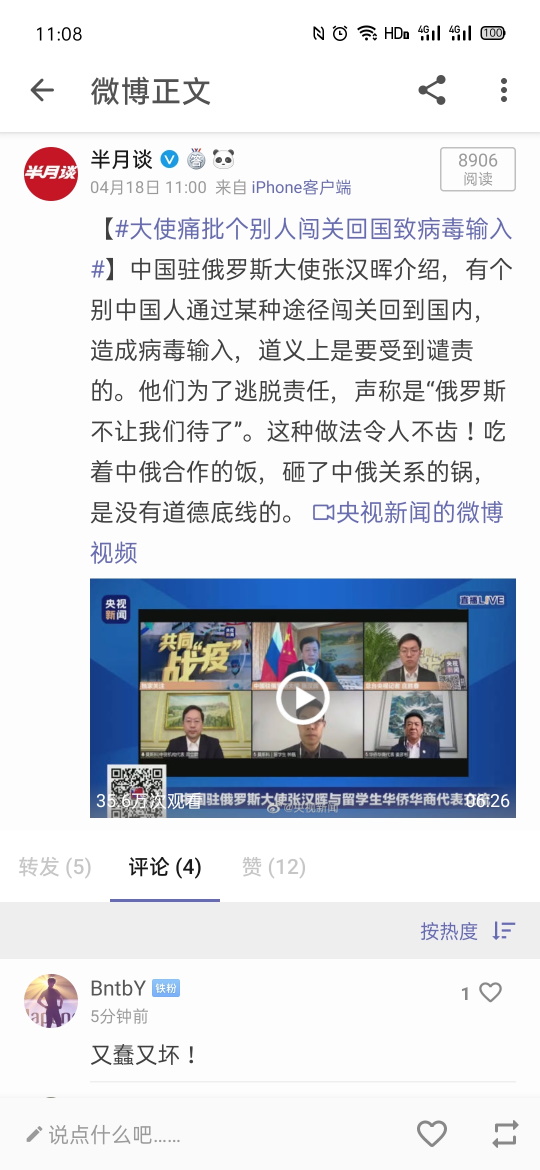 11:08
HD 4G 4G 100
微博正文
半月谈
半月谈
04月18日 11:00 来自 iPhone客户端
8906
阅读
【#大使痛批个别人闯关回国致病毒输入
#】中国驻俄罗斯大使张汉晖介绍，有个
别中国人通过某种途径闯关回到国内，
造成病毒输入，道义上是要受到谴责
的。他们为了逃脱责任，声称是“俄罗斯
不让我们待了”。这种做法令人不齿！吃
着中俄合作的饭，砸了中俄关系的锅，
是没有道德底线的。 央视新闻的微博
视频
央视
新闻
直播LIVE
共同
“战疫”
35.6万次观看
国驻俄罗斯大使张汉晖与留学生华侨华商代表
06:26
@央视新闻
转发 (5)
评论 (4)
赞 (12)
按热度
BntbY 铁粉
1
5分钟前
又蠢又坏！
说点什么吧……